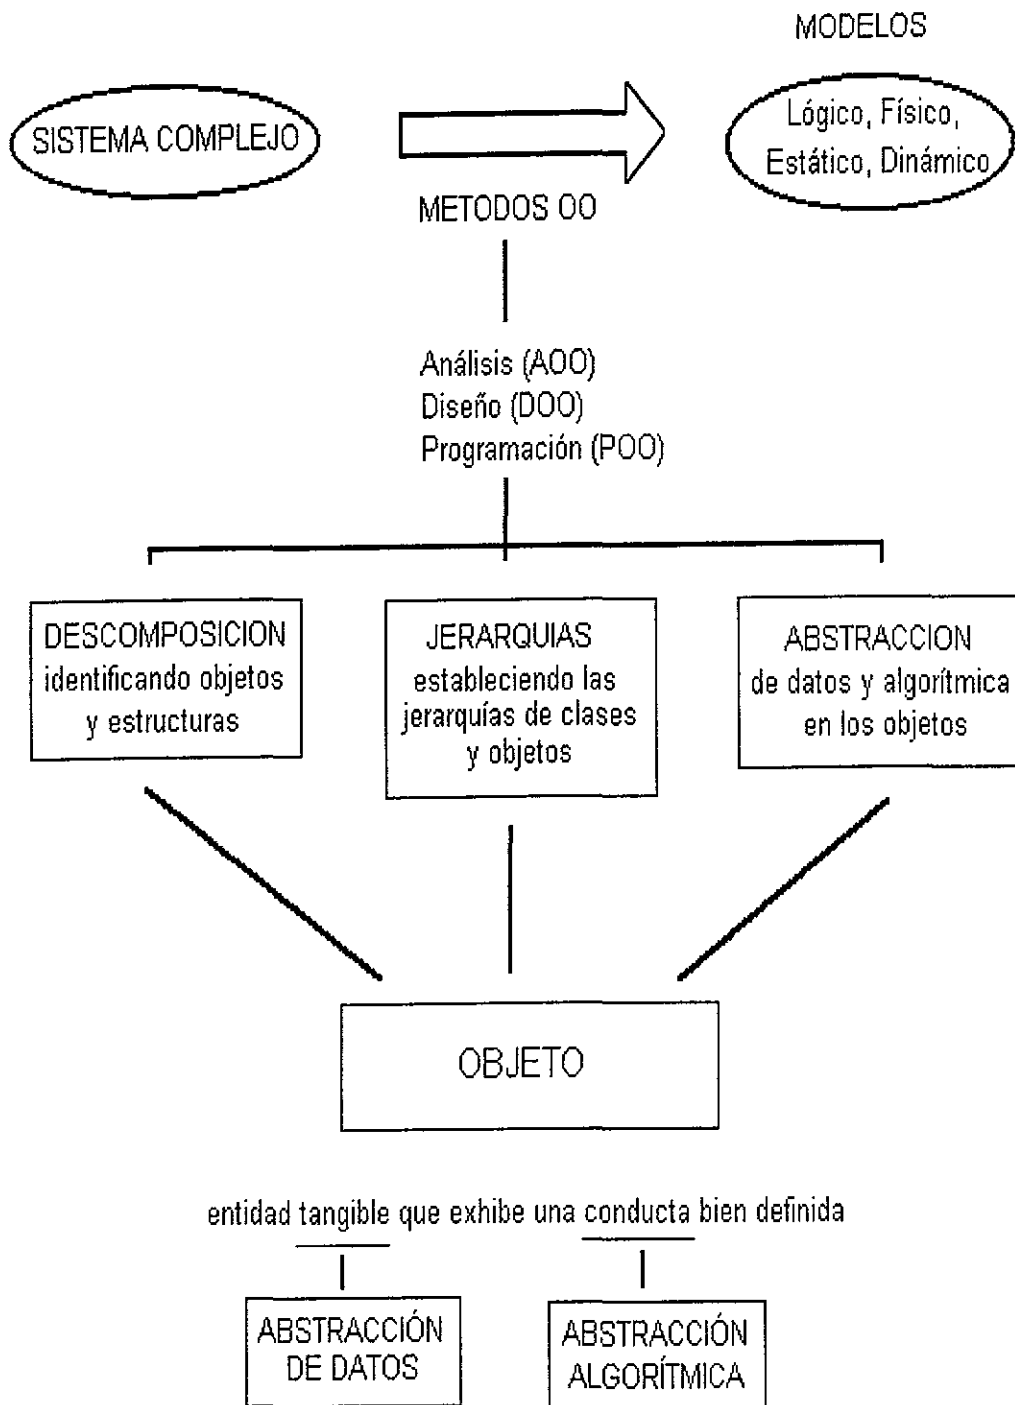 MODELOS
SISTEMA COMPLEJO
Lógico, Físico,
Estático, Dinámico
METODOS OO
Análisis (AOO)
Diseño (DOO)
Programación (POO)
DESCOMPOSICION
identificando objetos
y estructuras
JERARQUIAS
estableciendo las
jerarquías de clases
y objetos
ABSTRACCION
de datos y algorítmica
en los objetos
OBJETO
entidad tangible que exhibe una conducta bien definida
ABSTRACCIÓN
DE DATOS
ABSTRACCIÓN
ALGORÍTMICA